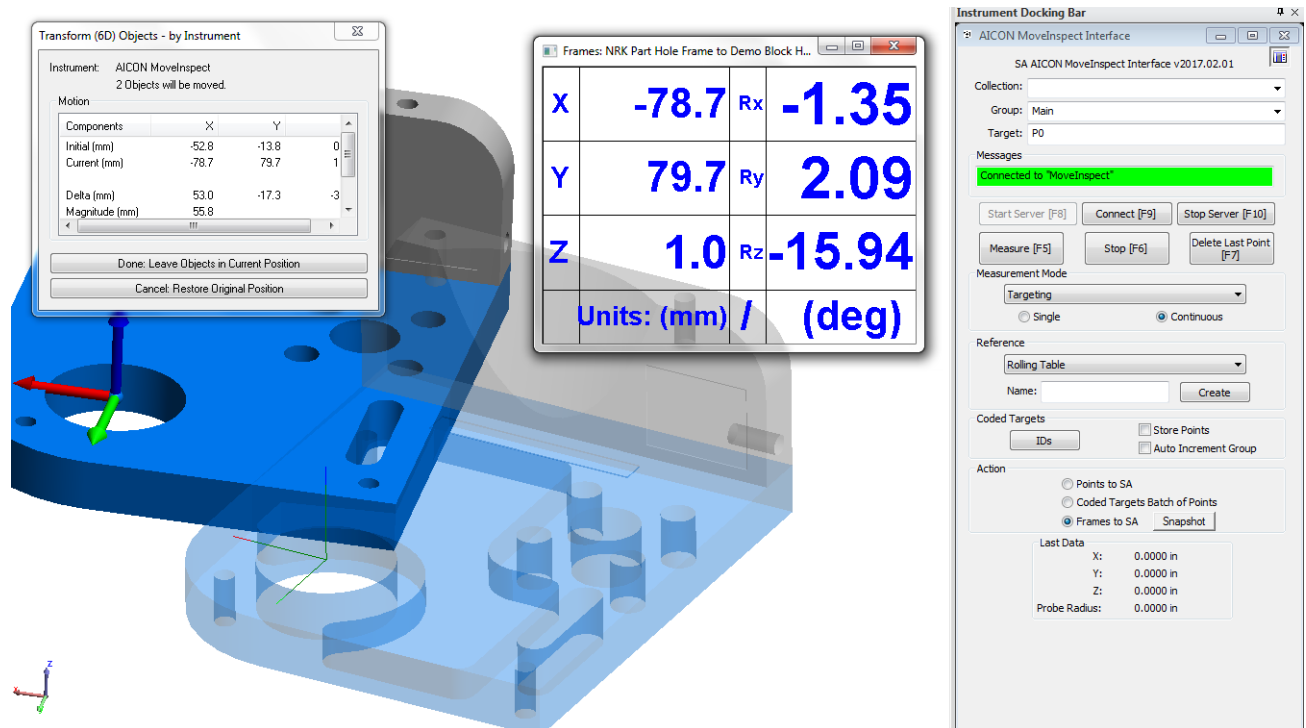 Transform (6D) Objects - by Instrument
Instrument: AICON MoveInspect
2 Objects will be moved.
Motion
Components X Y
Initial (mm) -52.8 -13.8 0
Current (mm) -78.7 79.7 1
Delta (mm) 53.0 -17.3 -3
Magnitude (mm) 55.8
Done: Leave Objects in Current Position
Cancel: Restore Original Position
Frames: NRK Part Hole Frame to Demo Block H...
X -78.7 Rx -1.35
Y 79.7 Ry 2.09
Z 1.0 Rz -15.94
Units: (mm) / (deg)
Instrument Docking Bar
AICON MoveInspect Interface
SA AICON MoveInspect Interface v2017.02.01
Collection:
Group: Main
Target: P0
Messages
Connected to "MoveInspect"
Start Server [F8] Connect [F9] Stop Server [F10]
Measure [F5] Stop [F6] Delete Last Point
[F7]
Measurement Mode
Targeting
Single Continuous
Reference
Rolling Table
Name: Create
Coded Targets
IDs Store Points
Auto Increment Group
Action
Points to SA
Coded Targets Batch of Points
Frames to SA Snapshot
Last Data
X: 0.0000 in
Y: 0.0000 in
Z: 0.0000 in
Probe Radius: 0.0000 in
z
x
y